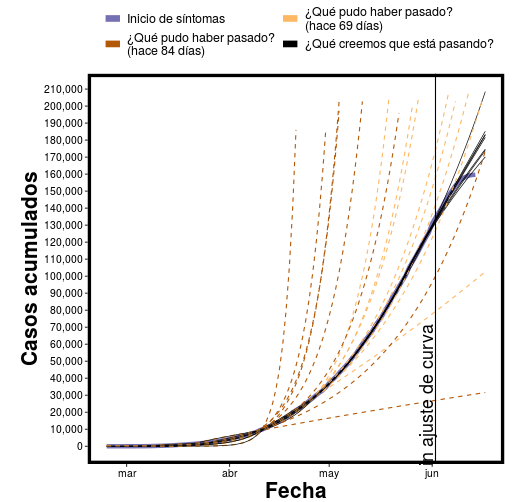 Inicio de síntomas
¿Qué pudo haber pasado?
(hace 84 días)
¿Qué pudo haber pasado?
(hace 69 días)
¿Qué creemos que está pasando?
Casos acumulados
210,000
200,000
190,000
180,000
170,000
160,000
150,000
140,000
130,000
120,000
110,000
100,000
90,000
80,000
70,000
60,000
50,000
40,000
30,000
20,000
10,000
0
ajuste de curva
mar
abr
may
jun
Fecha